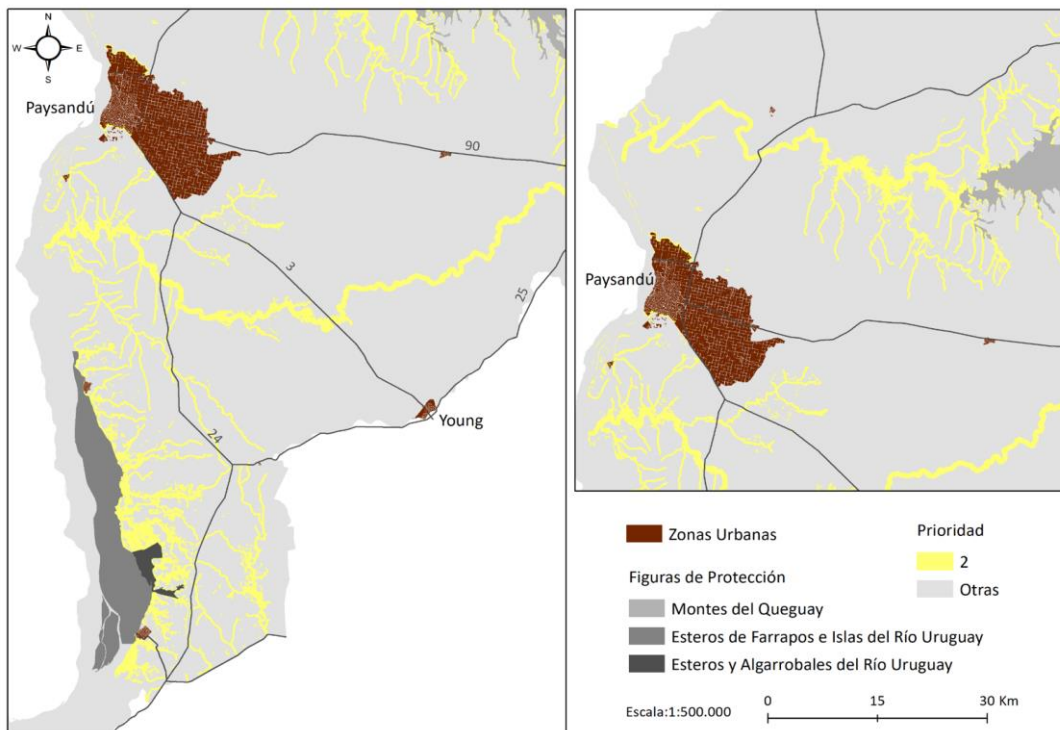 N
W E
S
Paysandú
90
3
25
Young
24
Paysandú
Zonas Urbanas
Figuras de Protección
Montes del Queguay
Esteros de Farrapos e Islas del Río Uruguay
Esteros y Algarrobales del Río Uruguay
Prioridad
2
Otras
Escala:1:500.000
0 15 30 Km